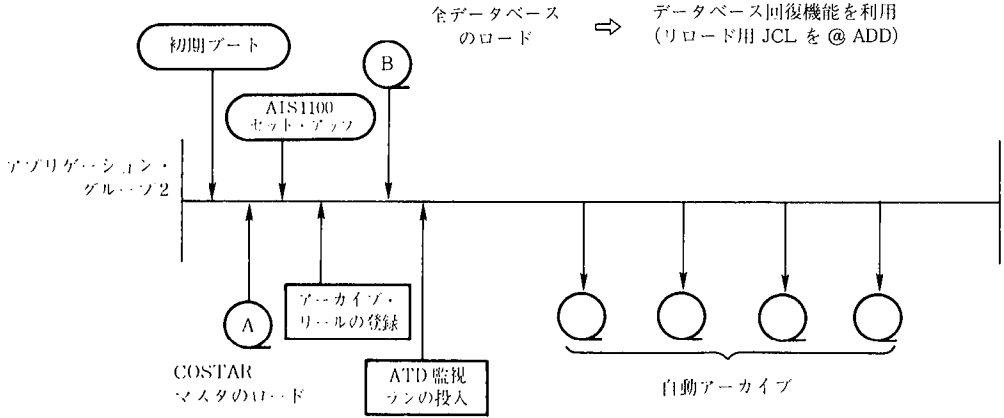 全データベース
のロード
⇨
データベース回復機能を利用
(リロード用 JCL を @ ADD)
初期ブート
B
AIS1100
セット・アップ
アプリケーション・
グループ2
A
アーカイブ・
リールの登録
COSTAR
マスタのロード
ATD 監視
ランの投入
自動アーカイブ